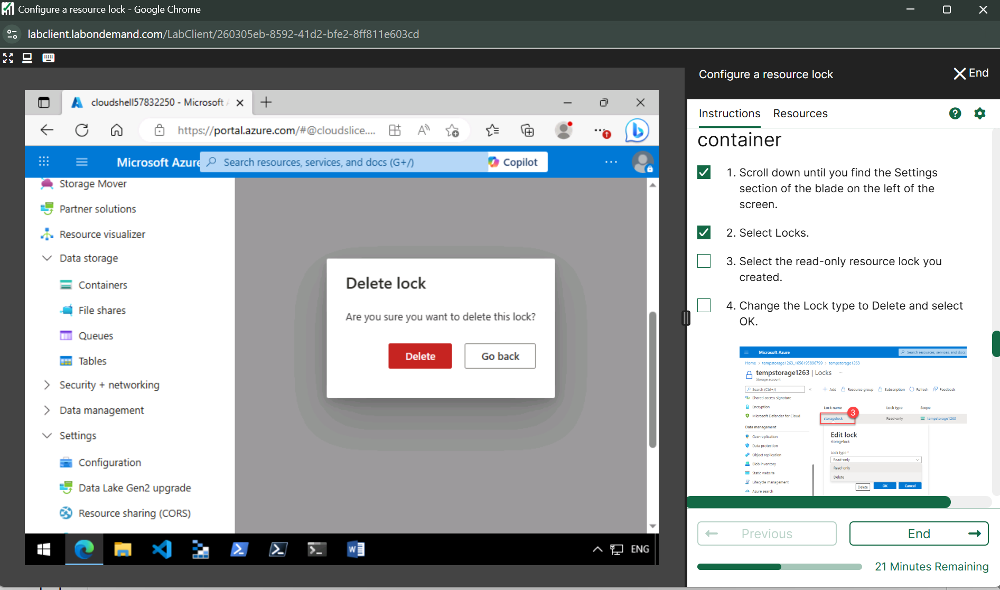 Configure a resource lock - Google Chrome
labclient.labondemand.com/LabClient/260305eb-8592-41d2-bfe2-8ff811e603cd
cloudshell57832250 - Microsoft A
https://portal.azure.com/#@cloudslice....
Microsoft Azure
Search resources, services, and docs (G+/)
Copilot
Storage Mover
Partner solutions
Resource visualizer
Data storage
Containers
File shares
Queues
Tables
Security + networking
Data management
Settings
Configuration
Data Lake Gen2 upgrade
Resource sharing (CORS)
Delete lock
Are you sure you want to delete this lock?
Delete
Go back
ENG
Configure a resource lock
End
Instructions
Resources
container
1. Scroll down until you find the Settings
section of the blade on the left of the
screen.
2. Select Locks.
3. Select the read-only resource lock you
created.
4. Change the Lock type to Delete and select
OK.
Microsoft Azure
Search resources, services, and docs
Home > tempstorage1263_1656195896799 > tempstorage1263
tempstorage1263 | Locks
Storage account
Search (Ctrl+/)
Add
Resource group
Subscription
Refresh
Feedback
Shared access signature
Encryption
Microsoft Defender for Cloud
Data management
Geo-replication
Data protection
Object replication
Blob inventory
Static website
Lifecycle management
Azure search
Lock name
Lock type
Scope
storagelock
3
Read-only
tempstorage1263
Edit lock
storagelock
Lock type *
Read-only
Read-only
Delete
Delete
OK
Cancel
Previous
End
21 Minutes Remaining